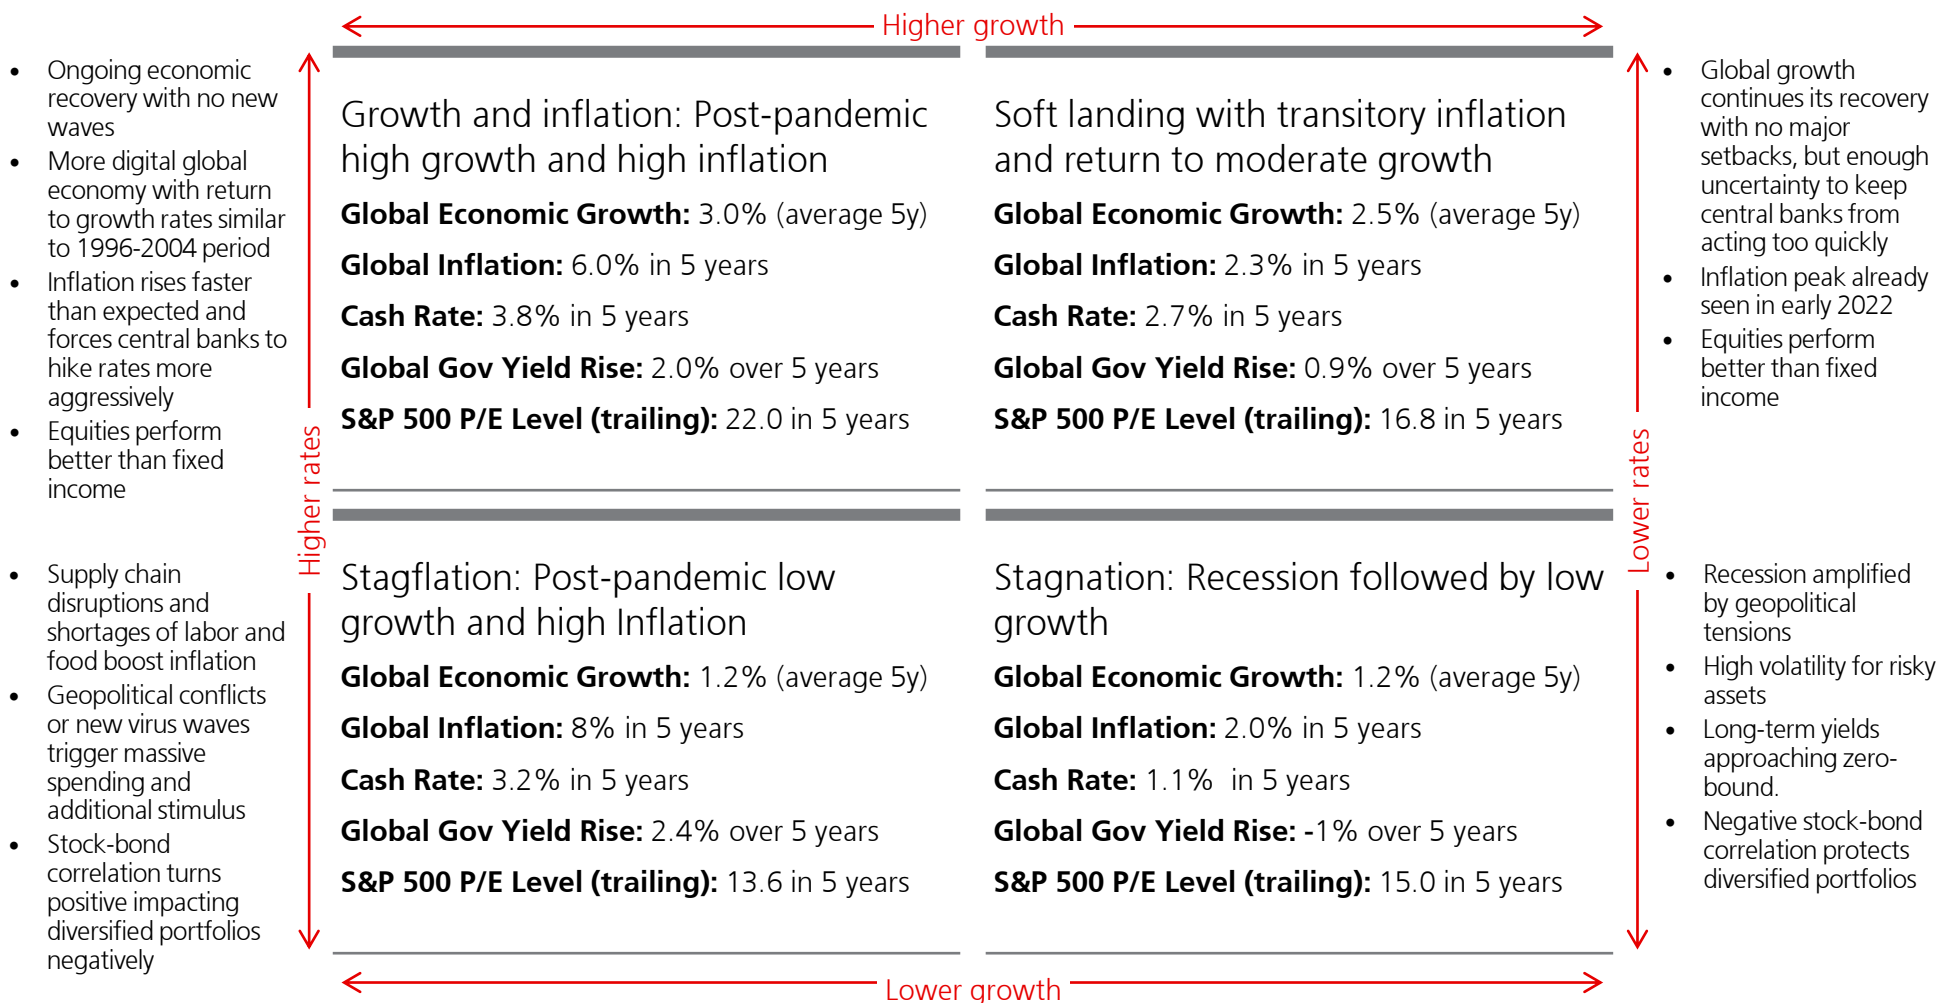 Higher growth
• Ongoing economic
recovery with no new
waves
• More digital global
economy with return
to growth rates similar
to 1996-2004 period
• Inflation rises faster
than expected and
forces central banks to
hike rates more
aggressively
• Equities perform
better than fixed
income
Higher rates
Growth and inflation: Post-pandemic
high growth and high inflation
Global Economic Growth: 3.0% (average 5y)
Global Inflation: 6.0% in 5 years
Cash Rate: 3.8% in 5 years
Global Gov Yield Rise: 2.0% over 5 years
S&P 500 P/E Level (trailing): 22.0 in 5 years
Soft landing with transitory inflation
and return to moderate growth
Global Economic Growth: 2.5% (average 5y)
Global Inflation: 2.3% in 5 years
Cash Rate: 2.7% in 5 years
Global Gov Yield Rise: 0.9% over 5 years
S&P 500 P/E Level (trailing): 16.8 in 5 years
Lower rates
• Global growth
continues its recovery
with no major
setbacks, but enough
uncertainty to keep
central banks from
acting too quickly
• Inflation peak already
seen in early 2022
• Equities perform
better than fixed
income
• Supply chain
disruptions and
shortages of labor and
food boost inflation
• Geopolitical conflicts
or new virus waves
trigger massive
spending and
additional stimulus
• Stock-bond
correlation turns
positive impacting
diversified portfolios
negatively
Stagflation: Post-pandemic low
growth and high Inflation
Global Economic Growth: 1.2% (average 5y)
Global Inflation: 8% in 5 years
Cash Rate: 3.2% in 5 years
Global Gov Yield Rise: 2.4% over 5 years
S&P 500 P/E Level (trailing): 13.6 in 5 years
Stagnation: Recession followed by low
growth
Global Economic Growth: 1.2% (average 5y)
Global Inflation: 2.0% in 5 years
Cash Rate: 1.1%  in 5 years
Global Gov Yield Rise: -1% over 5 years
S&P 500 P/E Level (trailing): 15.0 in 5 years
• Recession amplified
by geopolitical
tensions
• High volatility for risky
assets
• Long-term yields
approaching zero-
bound.
• Negative stock-bond
correlation protects
diversified portfolios
Lower growth